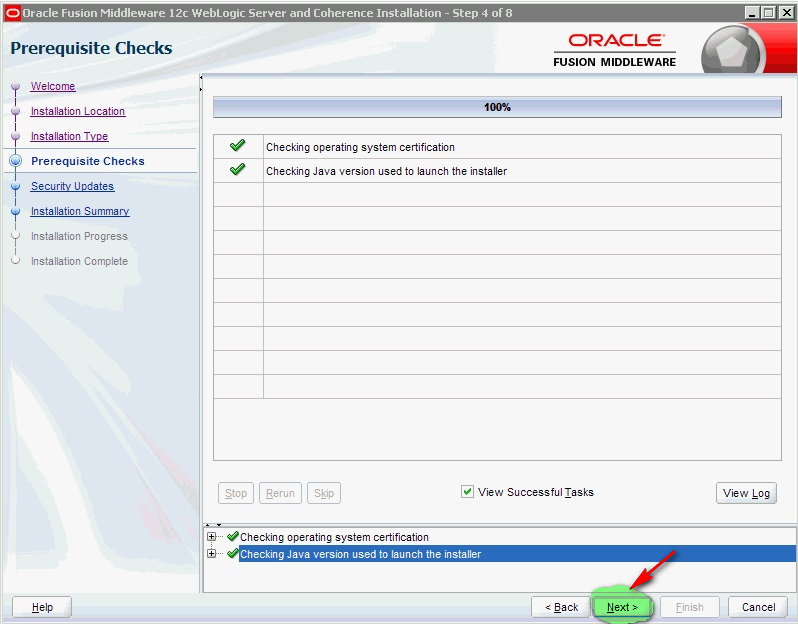 Oracle Fusion Middleware 12c WebLogic Server and Coherence Installation - Step 4 of 8
Prerequisite Checks
ORACLE
FUSION MIDDLEWARE
Welcome
Installation Location
Installation Type
Prerequisite Checks
Security Updates
Installation Summary
Installation Progress
Installation Complete
100%
Checking operating system certification
Checking Java version used to launch the installer
Stop
Rerun
Skip
View Successful Tasks
View Log
Checking operating system certification
Checking Java version used to launch the installer
Help
< Back
Next >
Finish
Cancel